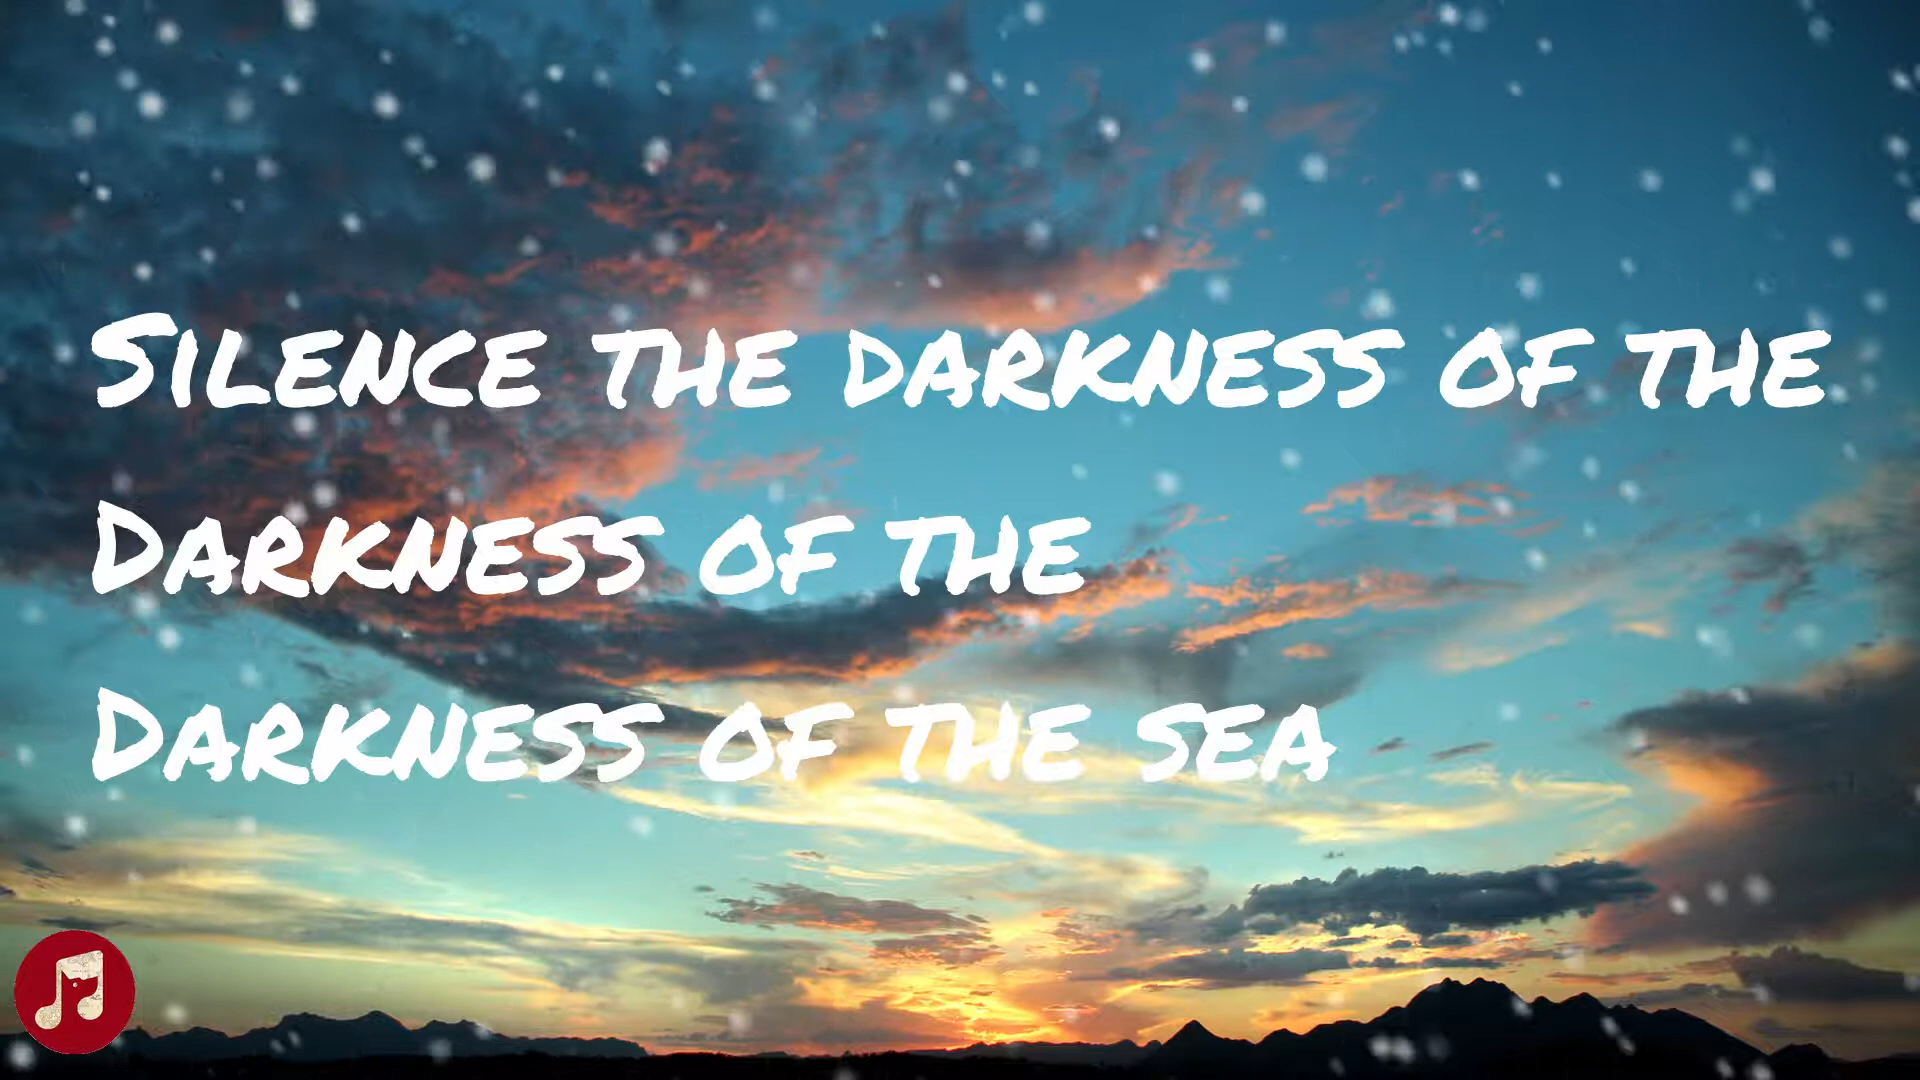 Silence the darkness of the
Darkness of the
Darkness of the sea